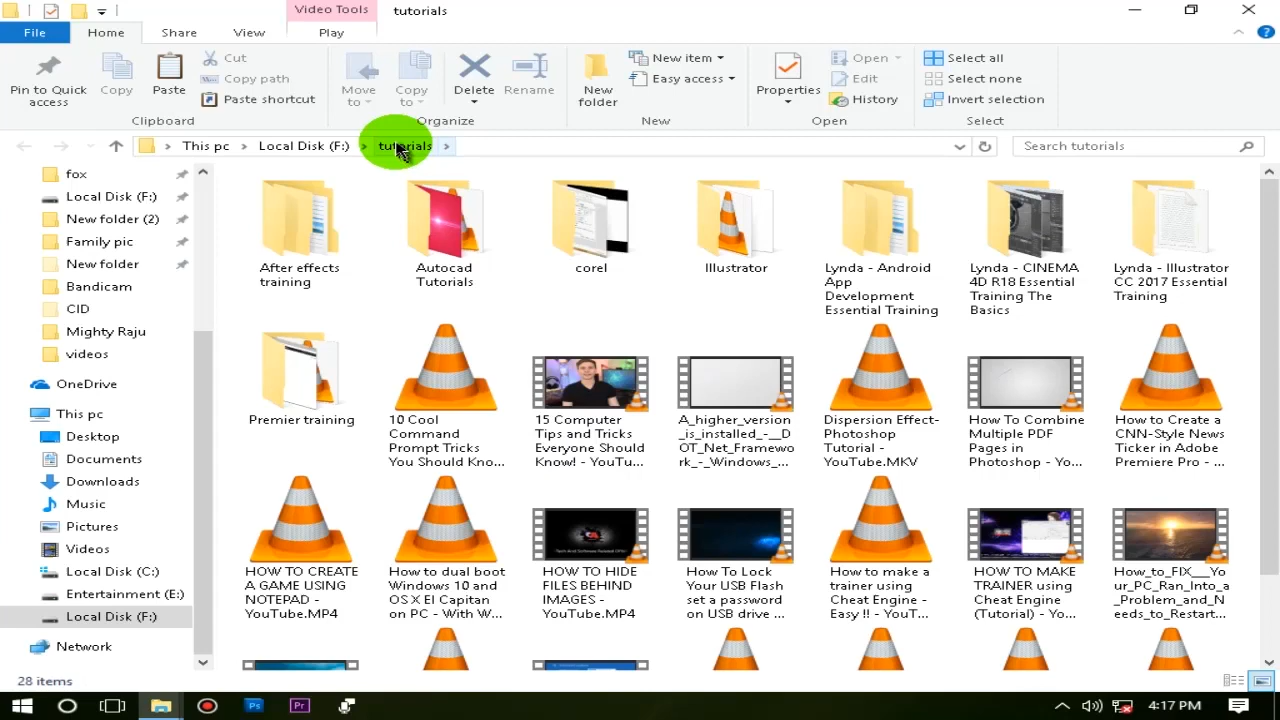 Video Tools
tutorials
File
Home
Share
View
Play
Pin to Quick
access
Copy
Paste
Cut
Copy path
Paste shortcut
Clipboard
Move
to
Copy
to
Delete
Rename
Organize
New
folder
New item
Easy access
New
Properties
Open
Edit
History
Open
Select all
Select none
Invert selection
Select
This pc
Local Disk (F:)
tutorials
Search tutorials
fox
Local Disk (F:)
New folder (2)
Family pic
New folder
Bandicam
CID
Mighty Raju
videos
OneDrive
This pc
Desktop
Documents
Downloads
Music
Pictures
Videos
Local Disk (C:)
Entertainment (E:)
Local Disk (F:)
Network
After effects
training
Autocad
Tutorials
corel
Illustrator
Lynda - Android
App
Development
Essential Training
Lynda - CINEMA
4D R18 Essential
Training The
Basics
Lynda - Illustrator
CC 2017 Essential
Training
Premier training
10 Cool
Command
Prompt Tricks
You Should Kno...
15 Computer
Tips and Tricks
Everyone Should
Know! - YouTu...
A_higher_version
_is_installed_-__D
OT_Net_Framewo
rk_-_Windows_...
Dispersion Effect-
Photoshop
Tutorial -
YouTube.MKV
How To Combine
Multiple PDF
Pages in
Photoshop - Yo...
How to Create a
CNN-Style News
Ticker in Adobe
Premiere Pro - ...
HOW TO CREATE
A GAME USING
NOTEPAD -
YouTube.MP4
How to dual boot
Windows 10 and
OS X El Capitan
on PC - With W...
HOW TO HIDE
FILES BEHIND
IMAGES -
YouTube.MP4
How To Lock
Your USB Flash
set a password
on USB drive ...
How to make a
trainer using
Cheat Engine -
Easy !! - YouT...
HOW TO MAKE
TRAINER using
Cheat Engine
(Tutorial) - Yo...
How_to_FIX___Yo
ur_PC_Ran_Into_a
_Problem_and_N
eeds_to_Restart...
28 items
Ps
Pr
4:17 PM